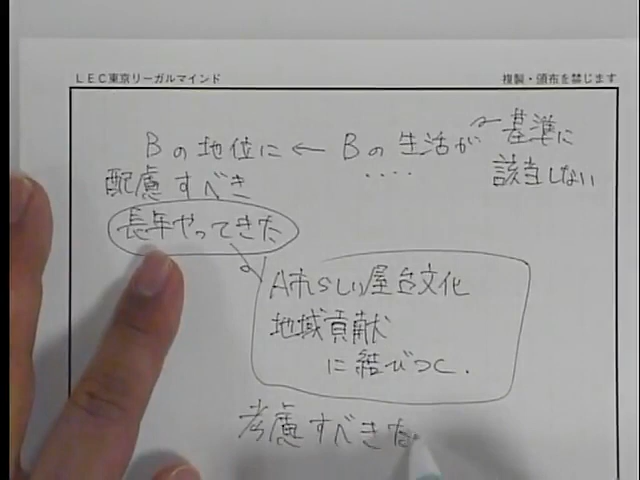 LEC東京リーガルマインド
複製・頒布を禁じます
Bの地位に ← Bの生活が ← 基準に
配慮すべき ････ 該当しない
長年やってきた
A市らしい屋台文化
地域貢献
に結びつく.
考慮すべきだ